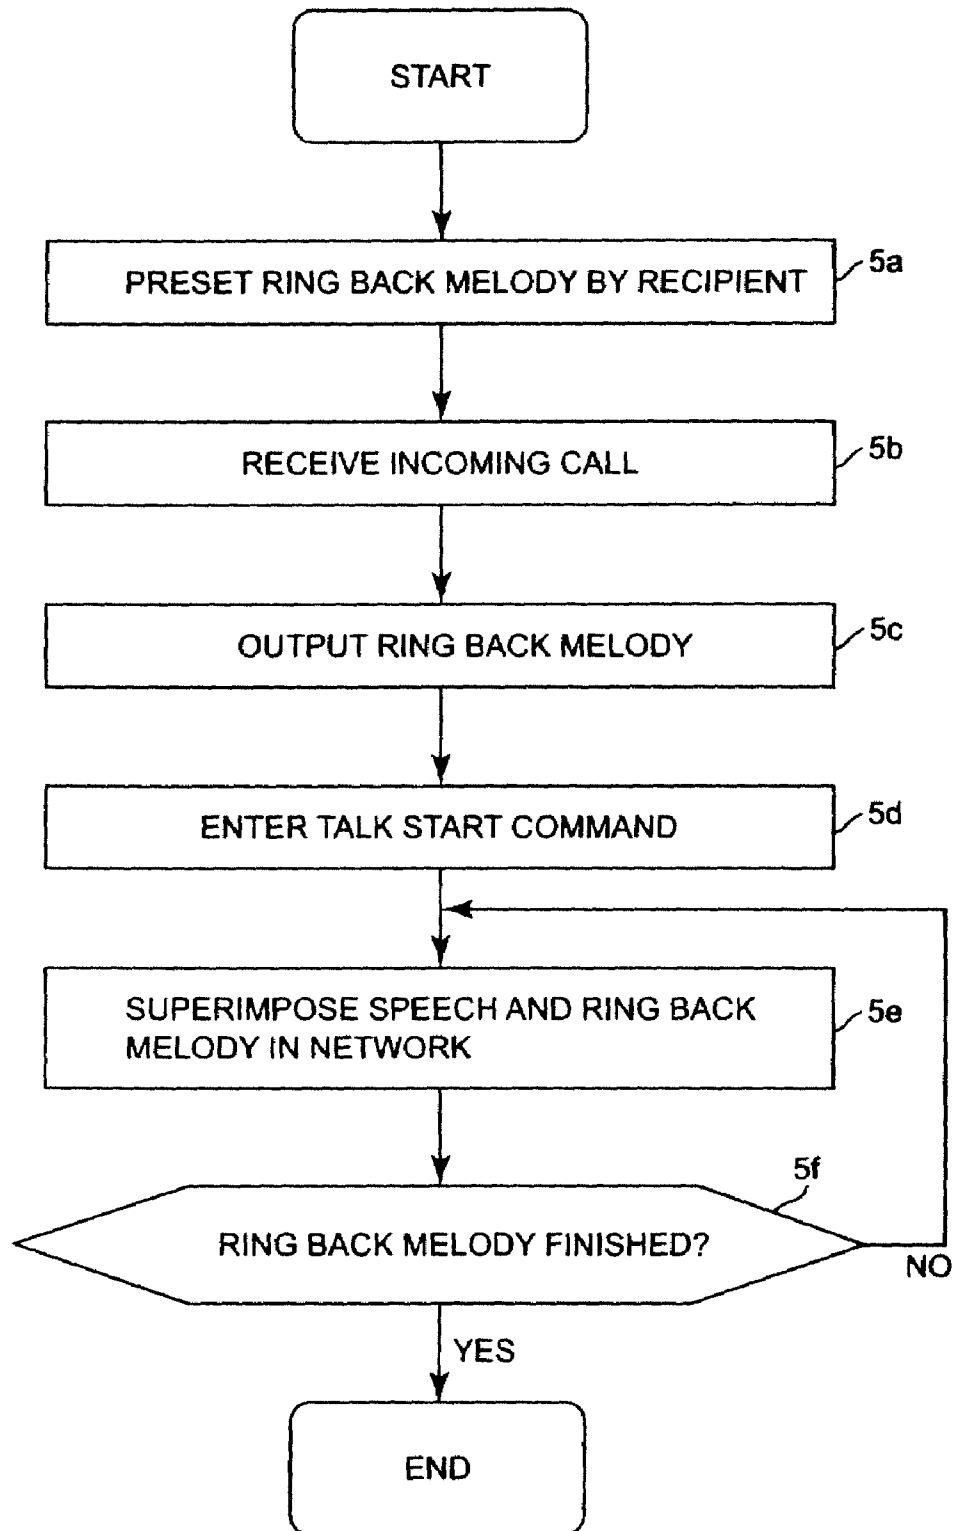 START
PRESET RING BACK MELODY BY RECIPIENT
5a
RECEIVE INCOMING CALL
5b
OUTPUT RING BACK MELODY
5c
ENTER TALK START COMMAND
5d
SUPERIMPOSE SPEECH AND RING BACK
MELODY IN NETWORK
5e
5f
RING BACK MELODY FINISHED?
NO
YES
END